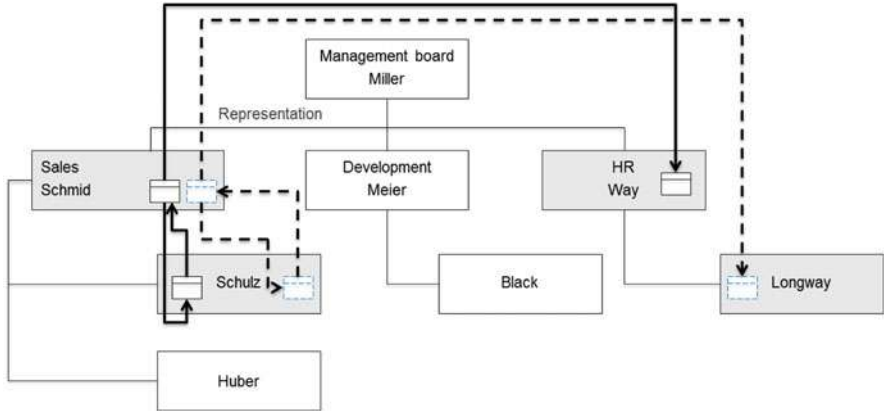 Management board
Miller
Representation
Sales
Schmid
Development
Meier
HR
Way
Schulz
Black
Longway
Huber